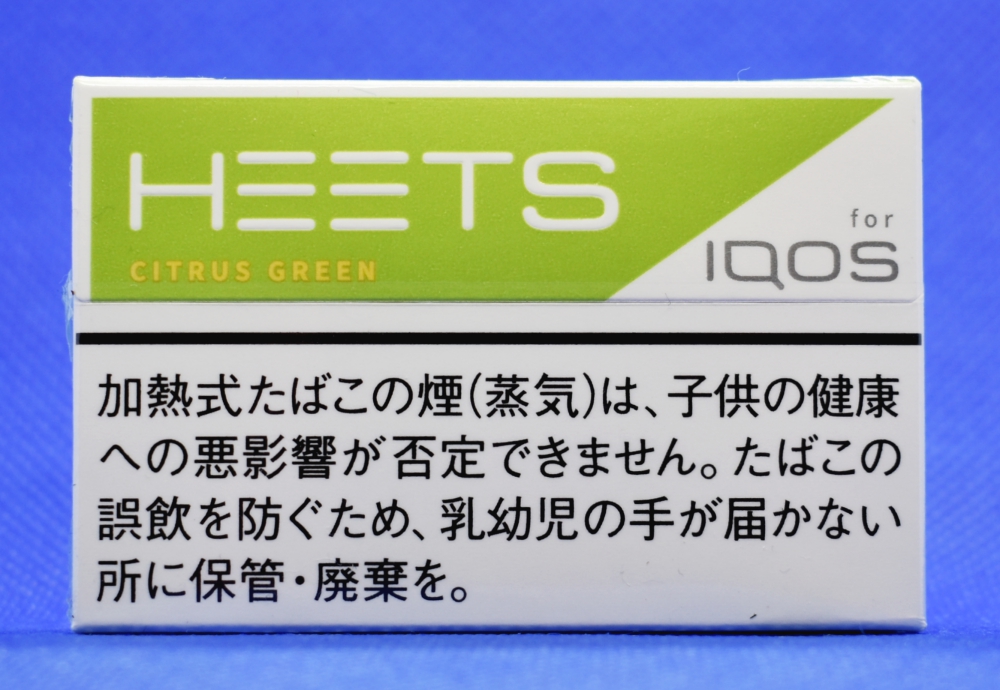 HEETS
CITRUS GREEN
for
IQOS
加熱式たばこの煙(蒸気)は、子供の健康
への悪影響が否定できません。たばこの
誤飲を防ぐため、乳幼児の手が届かない
所に保管・廃棄を。